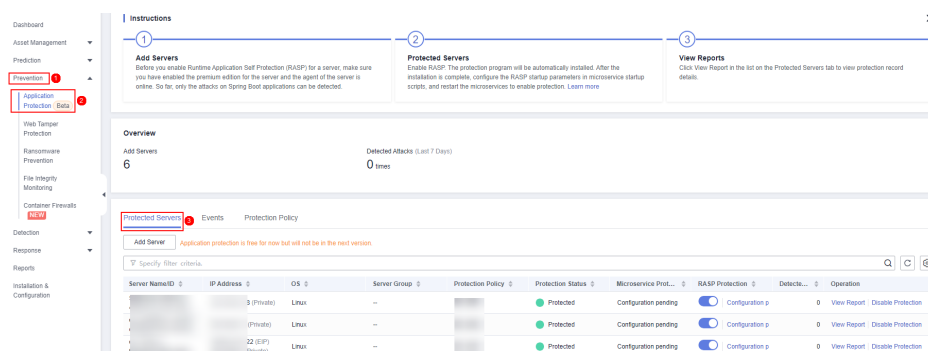 Dashboard
Asset Management
Prediction
Prevention 1
Application
Protection Beta 2
Web Tamper
Protection
Ransomware
Prevention
File Integrity
Monitoring
Container Firewalls
NEW
Detection
Response
Reports
Installation &
Configuration
Instructions
1
Add Servers
Before you enable Runtime Application Self Protection (RASP) for a server, make sure
you have enabled the premium edition for the server and the agent of the server is
online. So far, only the attacks on Spring Boot applications can be detected.
2
Protected Servers
Enable RASP. The protection program will be automatically installed. After the
installation is complete, configure the RASP startup parameters in microservice startup
scripts, and restart the microservices to enable protection. Learn more
3
View Reports
Click View Report in the list on the Protected Servers tab to view protection record
details.
Overview
Add Servers
6
Detected Attacks (Last 7 Days)
0 times
Protected Servers 3 Events Protection Policy
Add Server Application protection is free for now but will not be in the next version.
Specify filter criteria.
Server Name/ID IP Address OS Server Group Protection Policy Protection Status Microservice Prot... RASP Protection Detecte... Operation
(Private) Linux -- Protected Configuration pending Configuration p 0 View Report Disable Protection
(Private) Linux -- Protected Configuration pending Configuration p 0 View Report Disable Protection
22 (EIP)
Linux -- Protected Configuration pending Configuration p 0 View Report Disable Protection